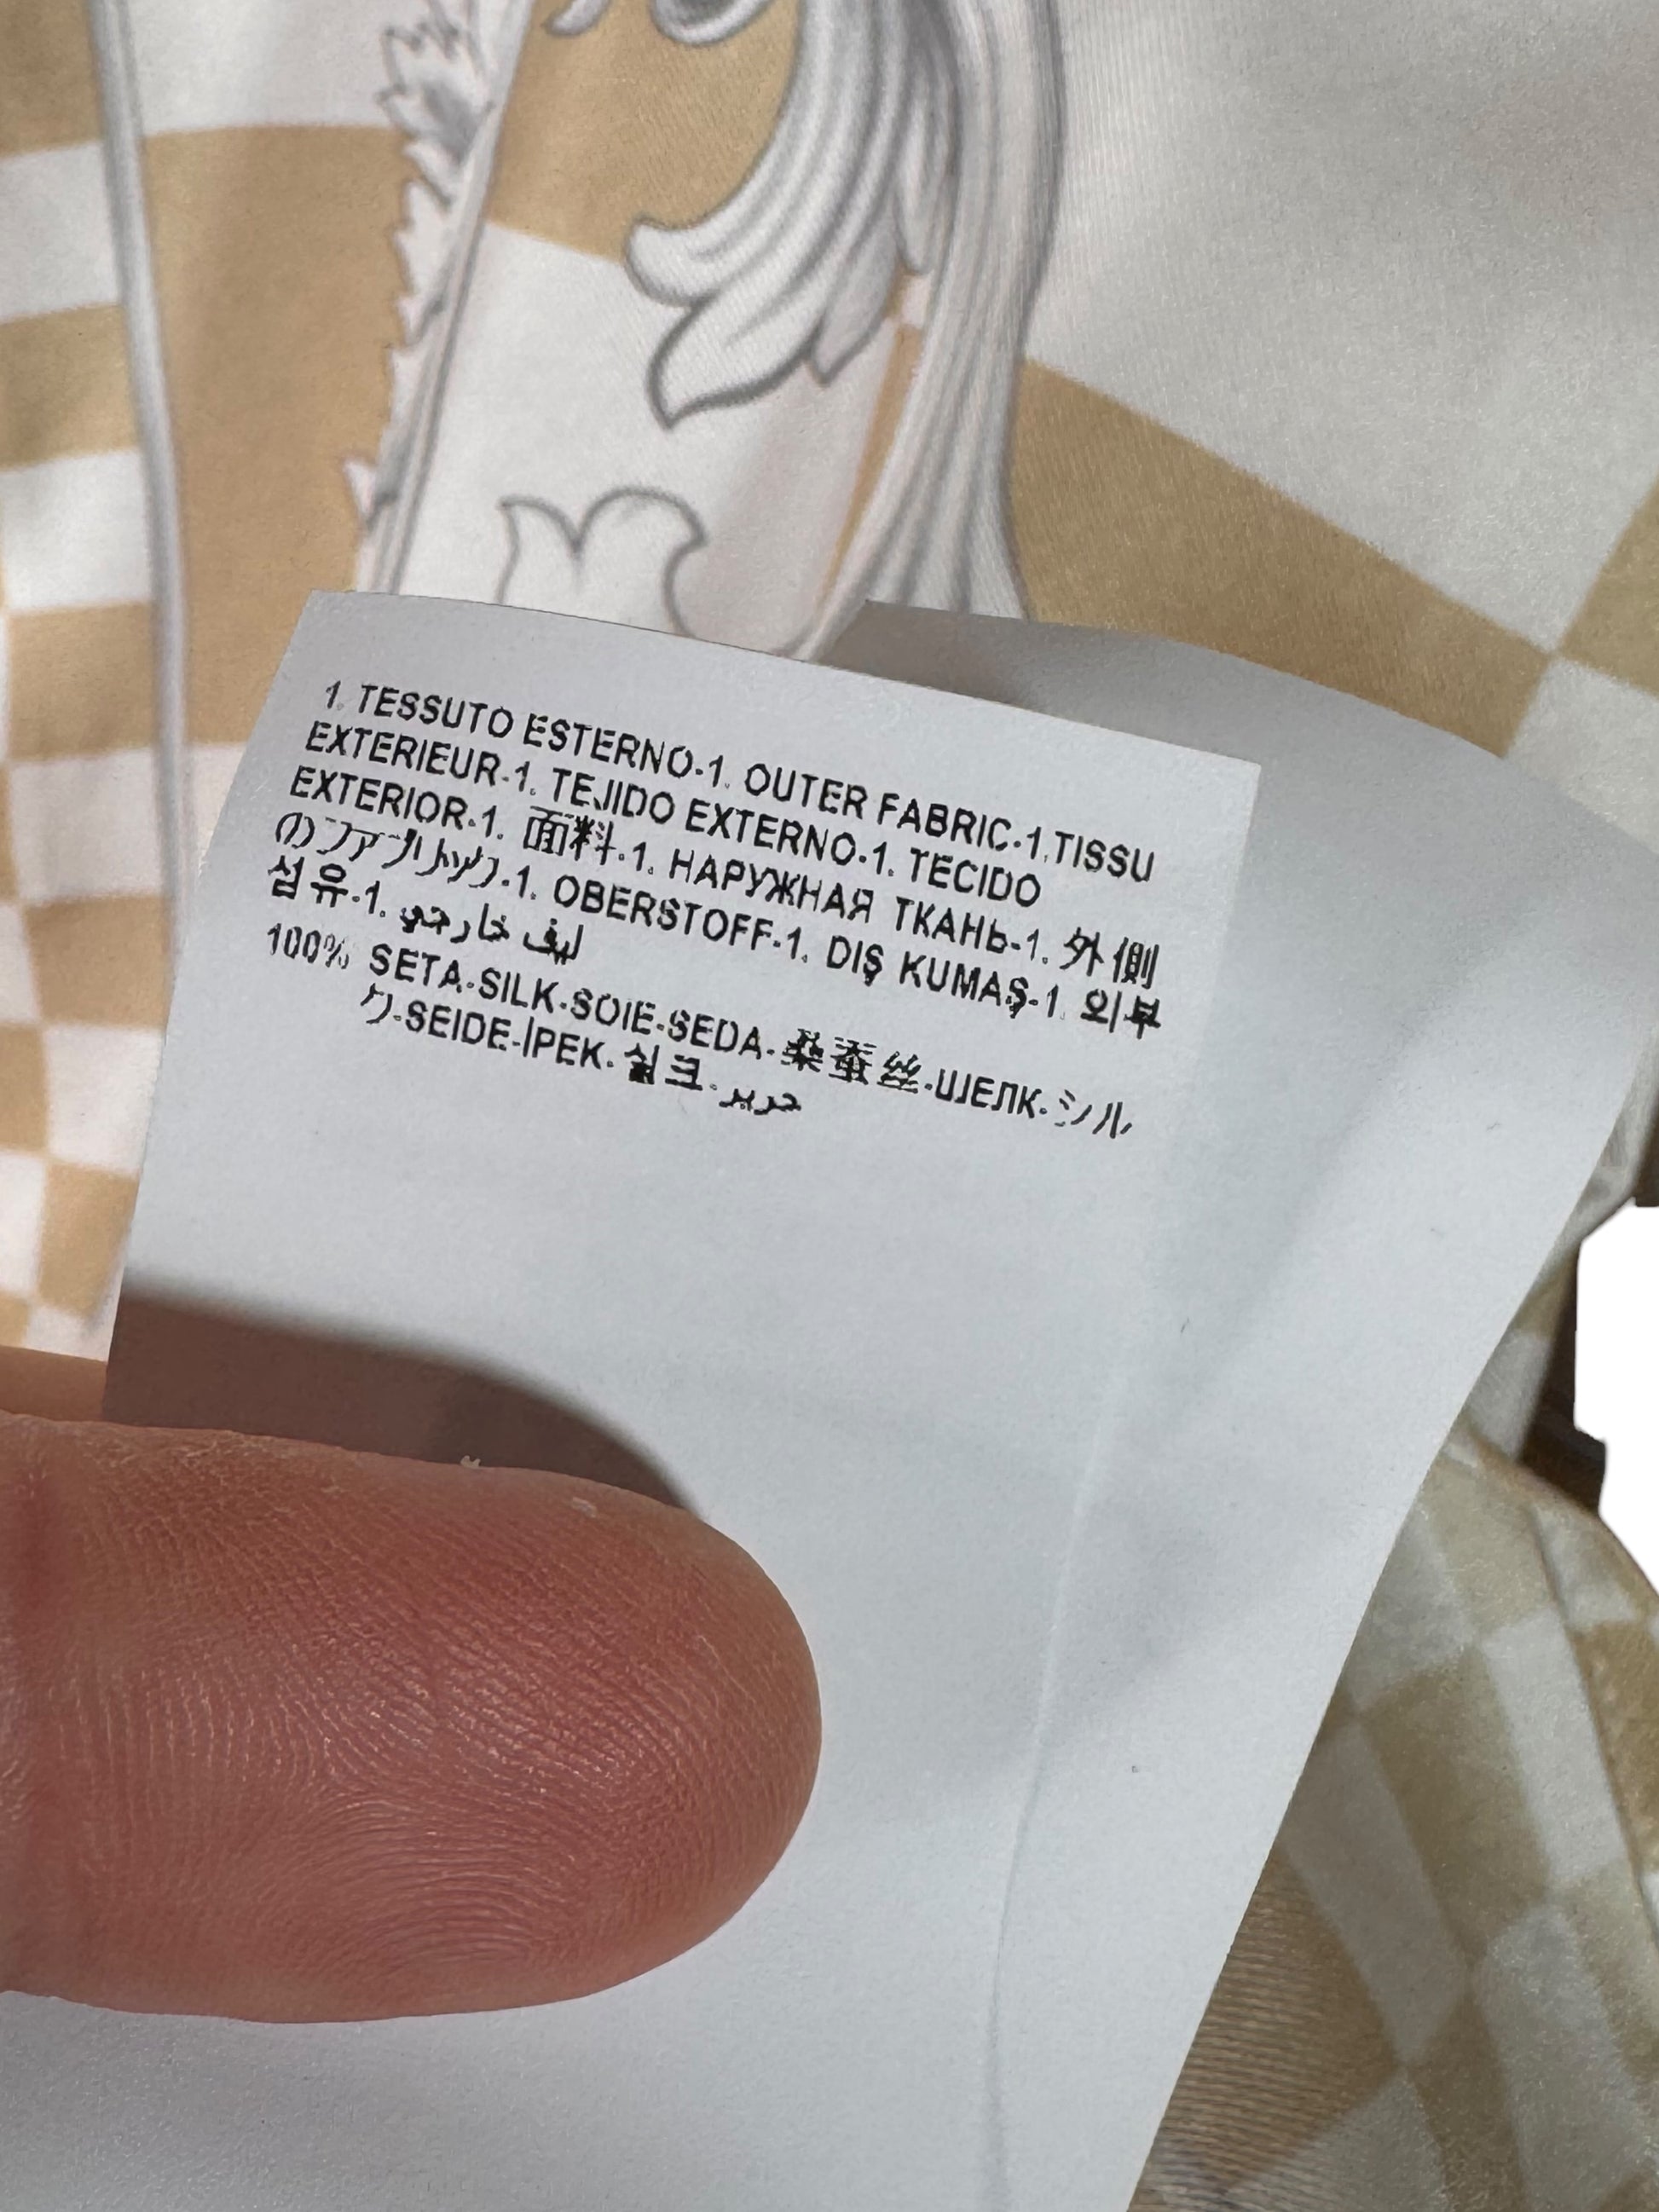 1. TESSUTO ESTERNO-1. OUTER FABRIC-1.TISSU
EXTERIEUR-1. TEJIDO EXTERNO-1. TECIDO
EXTERIOR-1. 面料-1. НАРУЖНАЯ ТКАНЬ-1. 外側
のファブリック-1. OBERSTOFF-1. DIŞ KUMAŞ-1. 외부
섬유-1. ليف خارجي
100% SETA-SILK-SOIE-SEDA-桑蚕丝-ШЕЛК-シル
ク-SEIDE-İPEK-실크-حرير